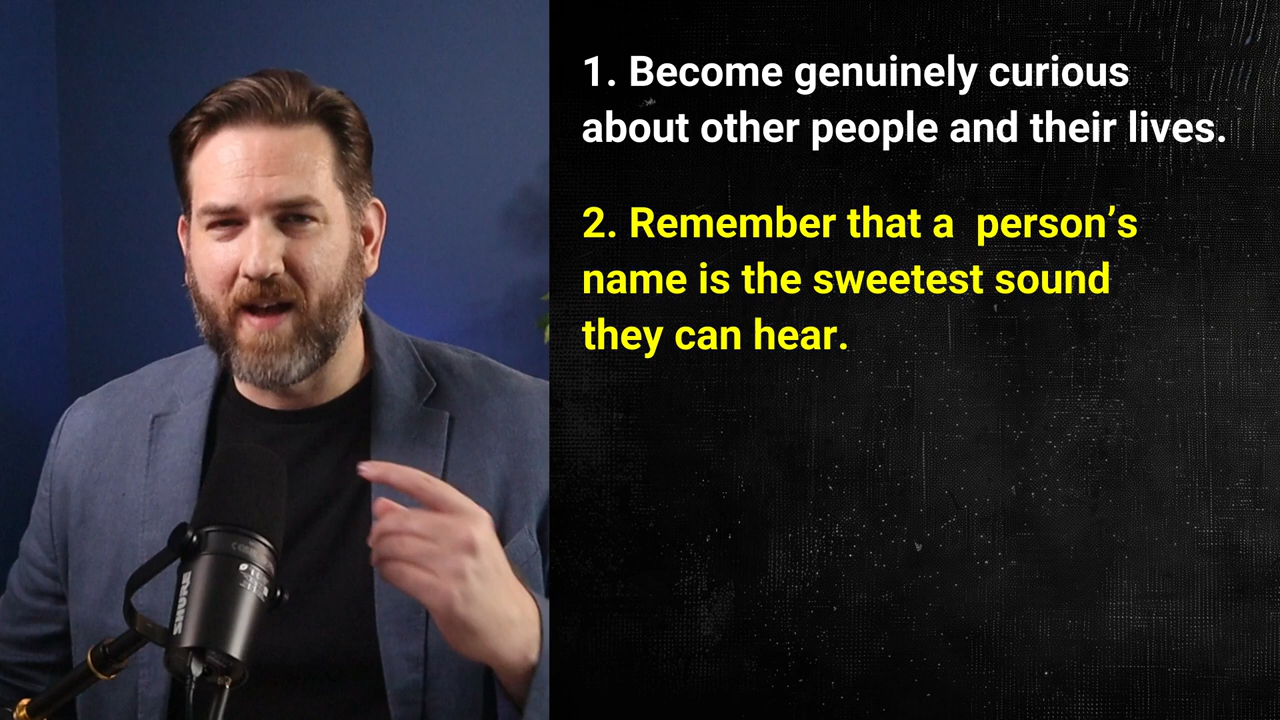 1. Become genuinely curious
about other people and their lives.
2. Remember that a  person’s
name is the sweetest sound
they can hear.
SHURE